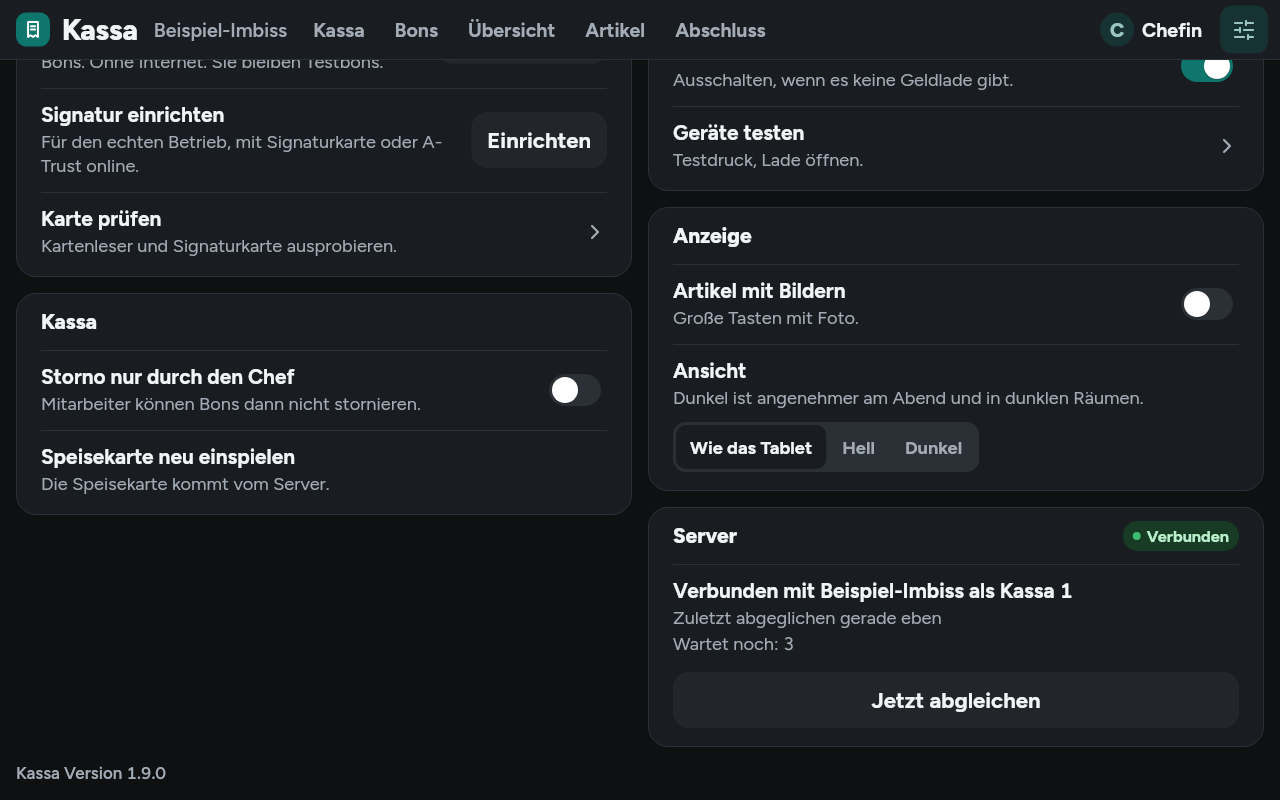 Kassa
Beispiel-Imbiss
Kassa
Bons
Übersicht
Artikel
Abschluss
C
Chefin
Bons. Ohne Internet. Sie bleiben Testbons.
Signatur einrichten
Für den echten Betrieb, mit Signaturkarte oder A-
Trust online.
Einrichten
Karte prüfen
Kartenleser und Signaturkarte ausprobieren.
Kassa
Storno nur durch den Chef
Mitarbeiter können Bons dann nicht stornieren.
Speisekarte neu einspielen
Die Speisekarte kommt vom Server.
Ausschalten, wenn es keine Geldlade gibt.
Geräte testen
Testdruck, Lade öffnen.
Anzeige
Artikel mit Bildern
Große Tasten mit Foto.
Ansicht
Dunkel ist angenehmer am Abend und in dunklen Räumen.
Wie das Tablet
Hell
Dunkel
Server
Verbunden
Verbunden mit Beispiel-Imbiss als Kassa 1
Zuletzt abgeglichen gerade eben
Wartet noch: 3
Jetzt abgleichen
Kassa Version 1.9.0